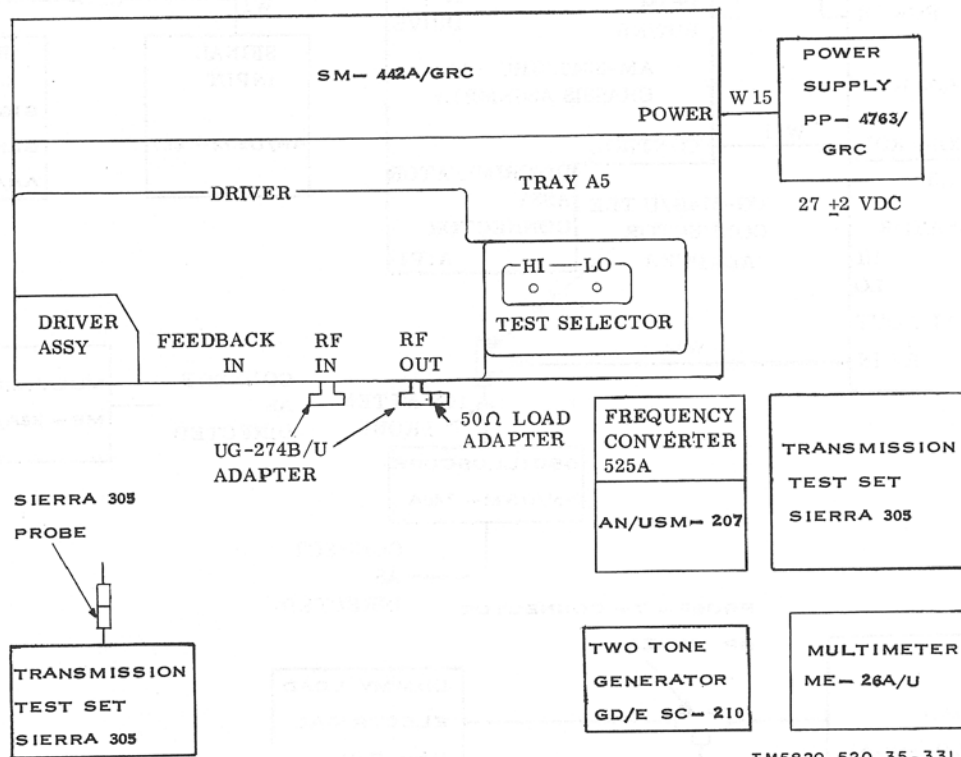 SM-442A/GRC
POWER
W 15
POWER
SUPPLY
PP-4763/
GRC
27 ±2 VDC
DRIVER
TRAY A5
HI LO
TEST SELECTOR
DRIVER
ASSY
FEEDBACK
IN
RF
IN
RF
OUT
UG-274B/U
ADAPTER
50Ω LOAD
ADAPTER
FREQUENCY
CONVERTER
525A
AN/USM-207
TRANSMISSION
TEST SET
SIERRA 305
SIERRA 305
PROBE
TRANSMISSION
TEST SET
SIERRA 305
TWO TONE
GENERATOR
GD/E SC-210
MULTIMETER
ME-26A/U